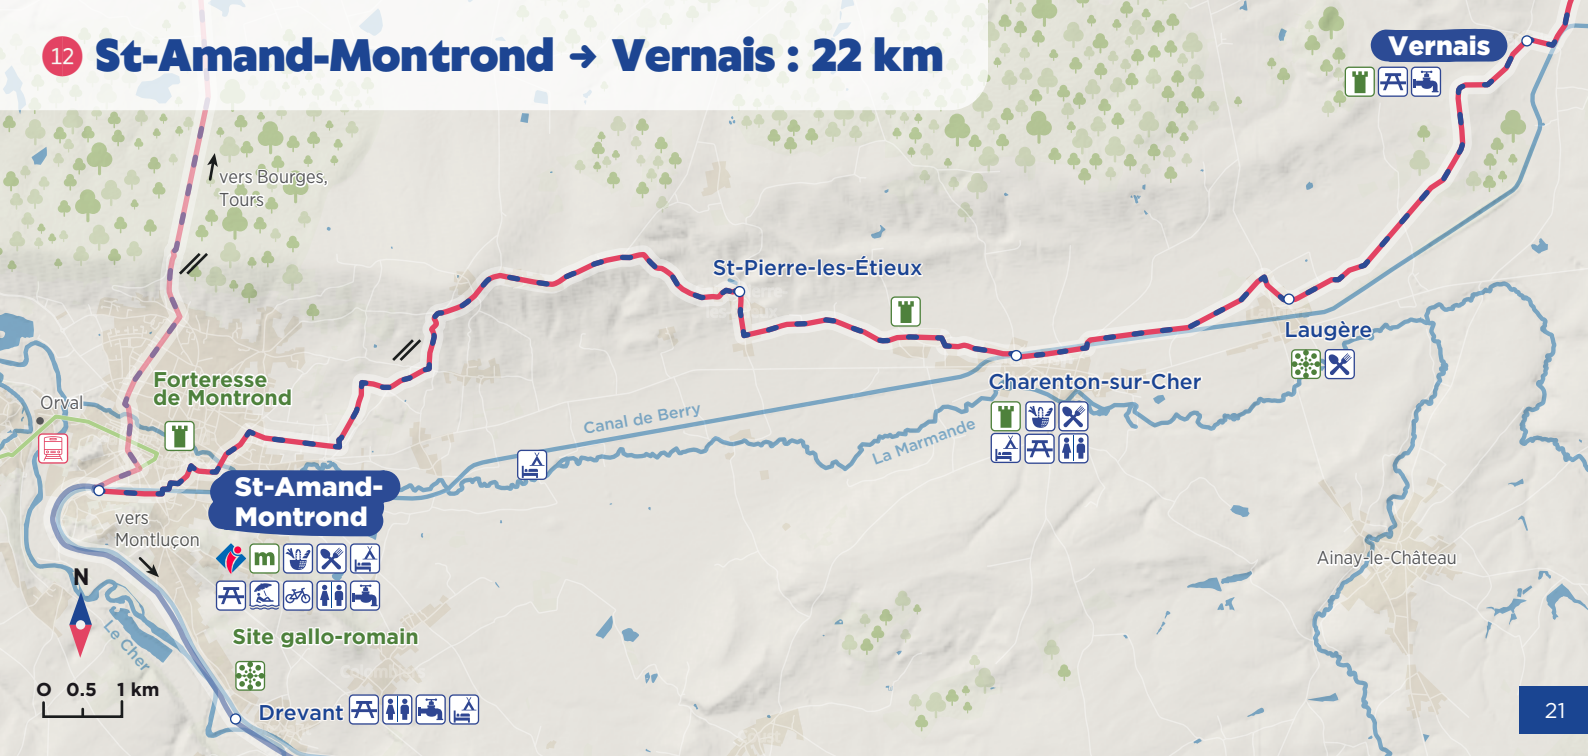 12 St-Amand-Montrond → Vernais : 22 km
Vernais
vers Bourges,
Tours
St-Pierre-les-Étieux
Laugère
Forteresse
de Montrond
Orval
Charenton-sur-Cher
Canal de Berry
La Marmande
St-Amand-
Montrond
vers
Montluçon
m
Ainay-le-Château
N
Le Cher
Site gallo-romain
0 0.5 1 km
Drevant
21